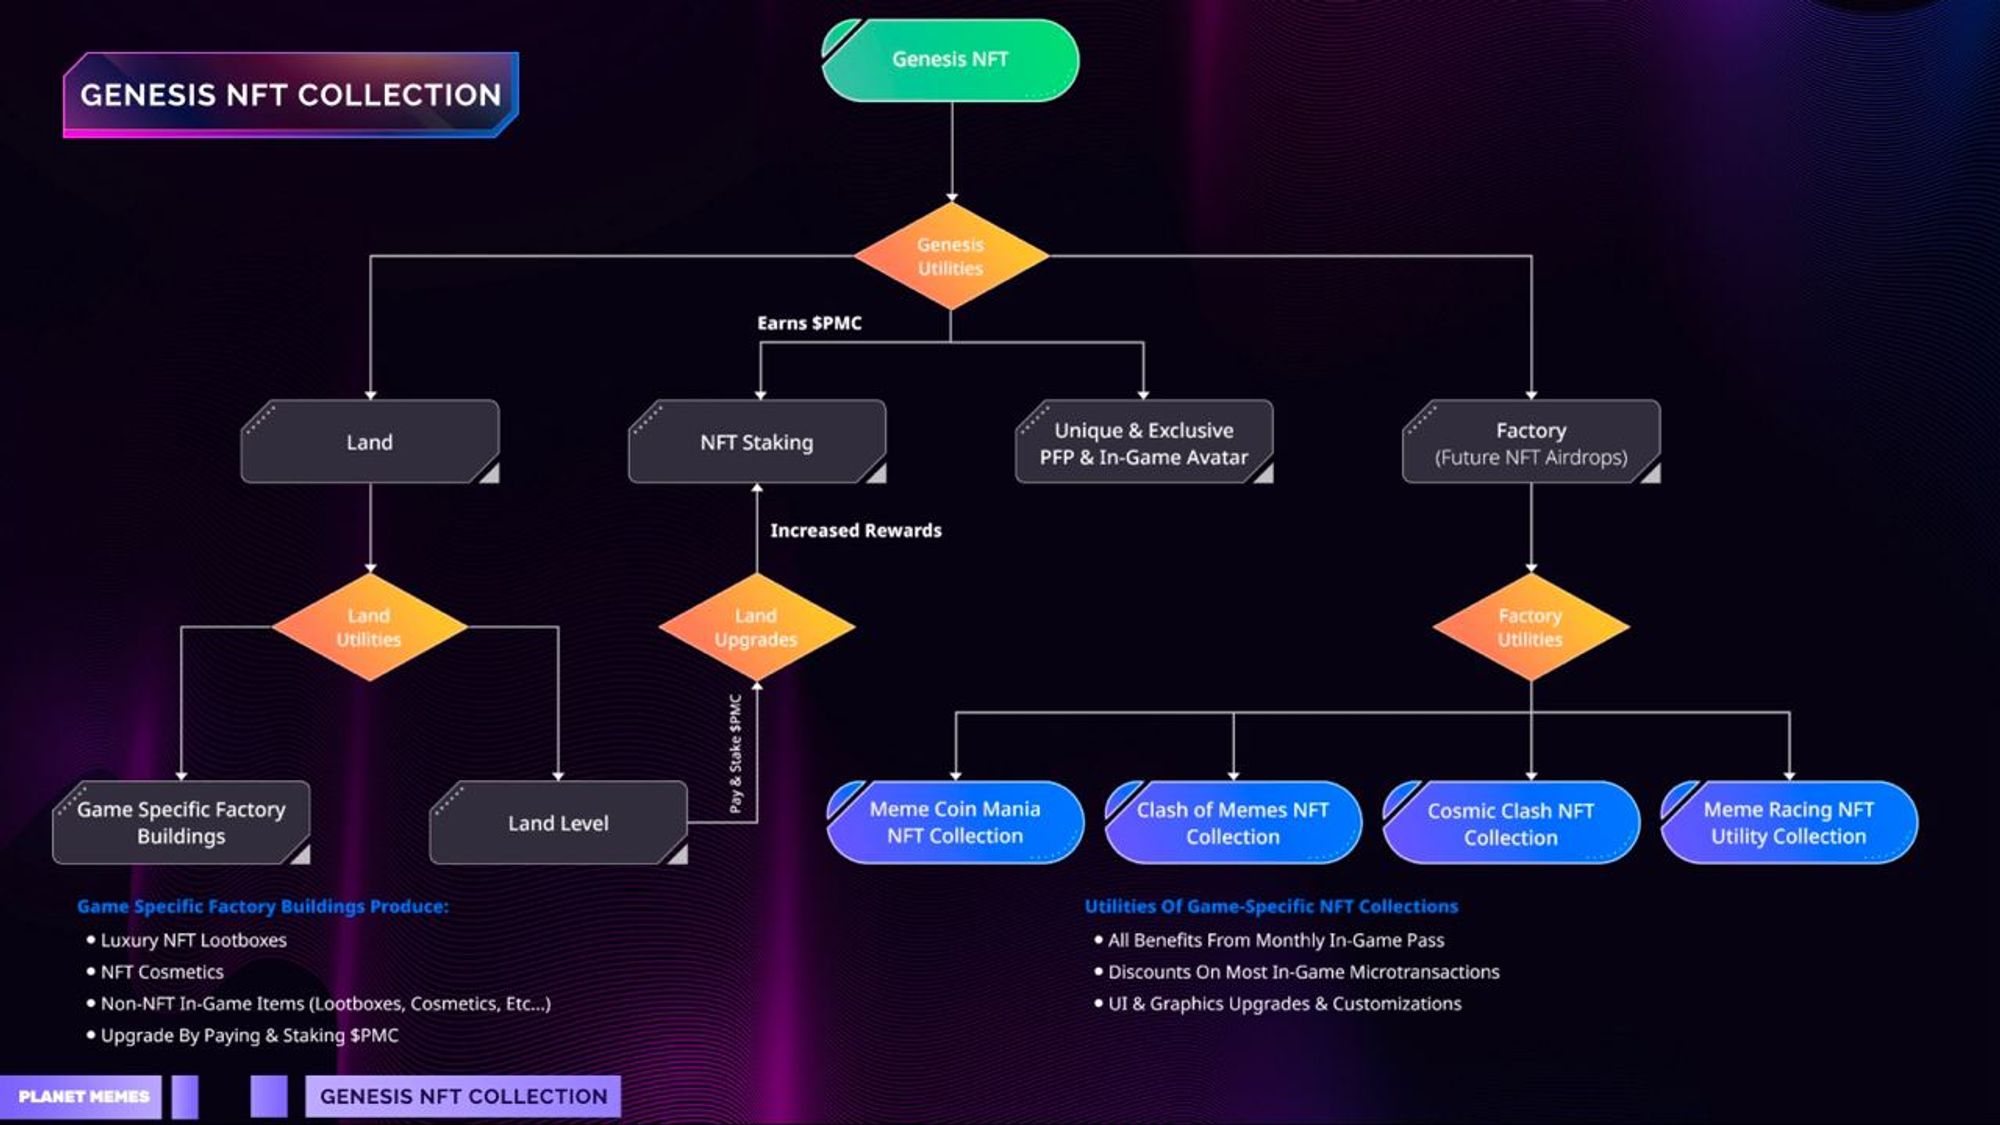 GENESIS NFT COLLECTION
Genesis NFT
Genesis
Utilities
Earns $PMC
Land
NFT Staking
Unique & Exclusive
PFP & In-Game Avatar
Factory
(Future NFT Airdrops)
Increased Rewards
Land
Utilities
Land
Upgrades
Factory
Utilities
Pay & Stake $PMC
Game Specific Factory
Buildings
Land Level
Meme Coin Mania
NFT Collection
Clash of Memes NFT
Collection
Cosmic Clash NFT
Collection
Meme Racing NFT
Utility Collection
Game Specific Factory Buildings Produce:
• Luxury NFT Lootboxes
• NFT Cosmetics
• Non-NFT In-Game Items (Lootboxes, Cosmetics, Etc...)
• Upgrade By Paying & Staking $PMC
Utilities Of Game-Specific NFT Collections
• All Benefits From Monthly In-Game Pass
• Discounts On Most In-Game Microtransactions
• UI & Graphics Upgrades & Customizations
PLANET MEMES
GENESIS NFT COLLECTION